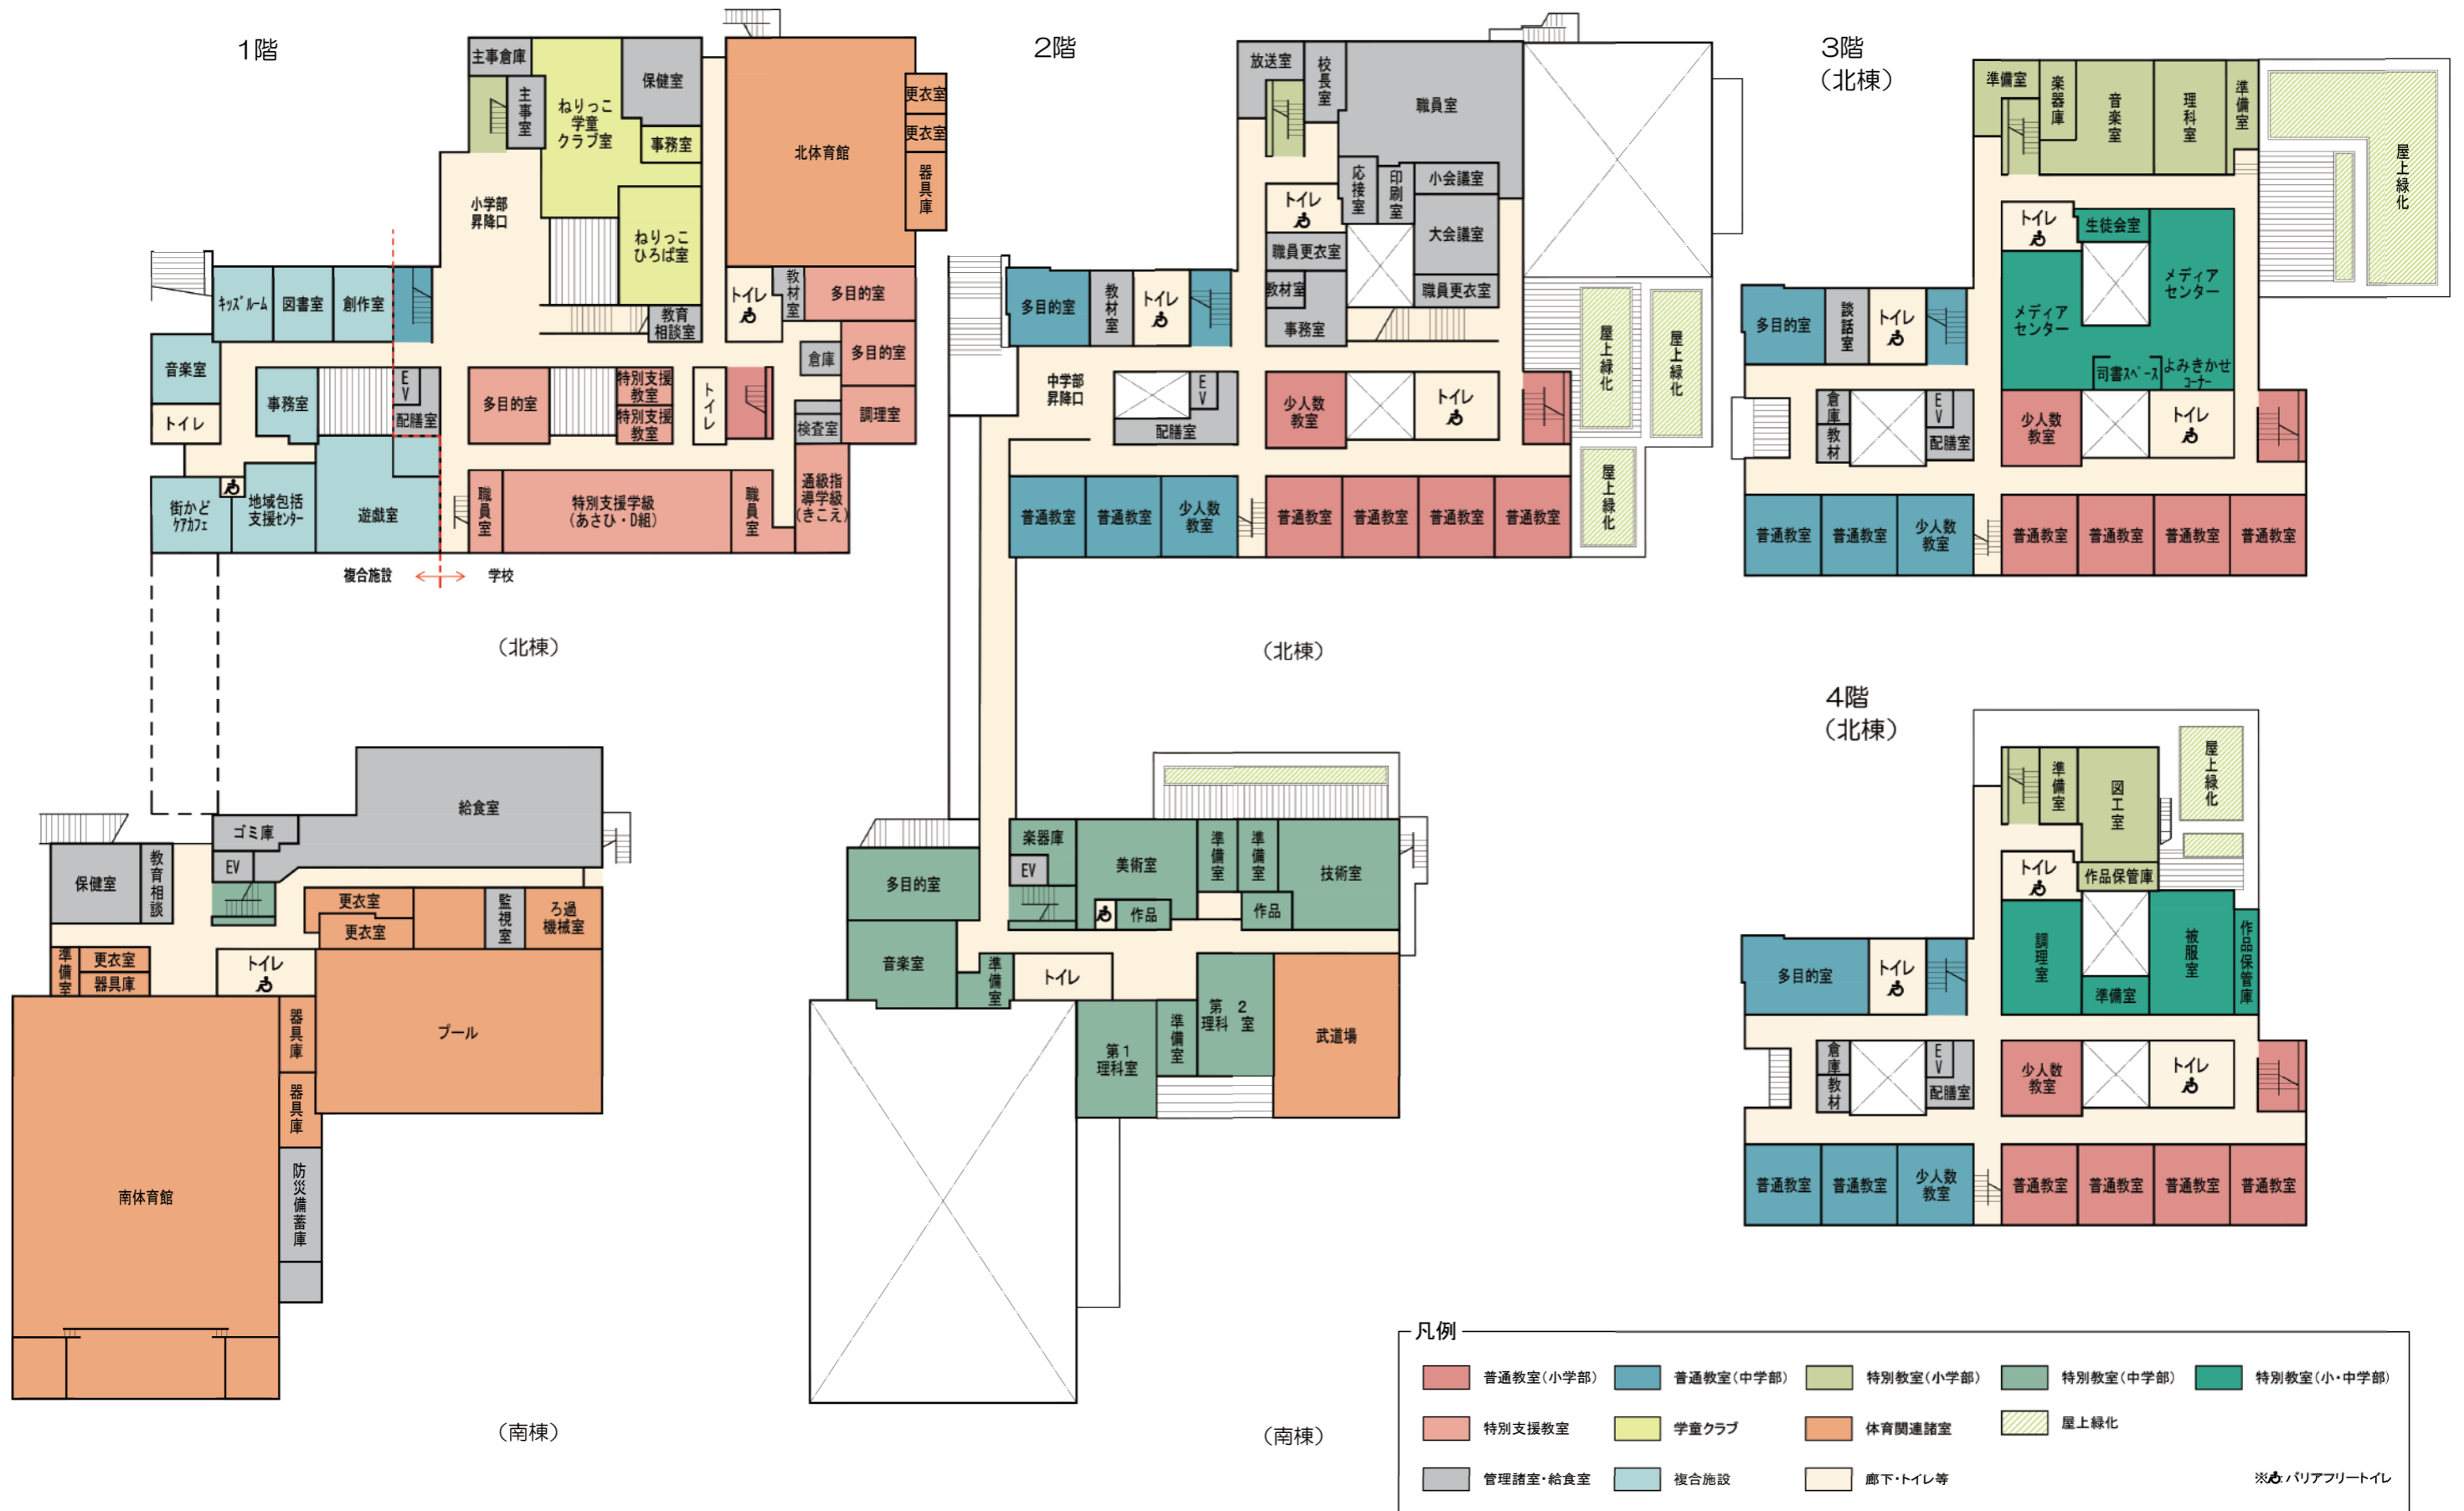 1階
主事倉庫
主事室
ねりっこ
学童
クラブ室
保健室
事務室
北体育館
更衣室
更衣室
器具庫
小学部
昇降口
ねりっこ
ひろば室
キッズルーム
図書室
創作室
教育
相談室
トイレ
教材室
多目的室
音楽室
トイレ
事務室
EV
配膳室
多目的室
特別支援
教室
特別支援
教室
トイレ
倉庫
多目的室
検査室
調理室
街かど
ケアカフェ
地域包括
支援センター
遊戯室
職員室
特別支援学級
(あさひ・D組)
職員室
通級指
導学級
(きこえ)
複合施設
学校
(北棟)
給食室
ゴミ庫
EV
保健室
教育相談
更衣室
更衣室
監視室
ろ過
機械室
準備室
更衣室
器具庫
トイレ
器具庫
プール
器具庫
南体育館
防災備蓄庫
(南棟)
2階
放送室
校長室
職員室
応接室
印刷室
小会議室
大会議室
トイレ
職員更衣室
教材室
事務室
職員更衣室
多目的室
教材室
トイレ
屋上緑化
屋上緑化
屋上緑化
中学部
昇降口
EV
配膳室
少人数
教室
トイレ
普通教室
普通教室
少人数
教室
普通教室
普通教室
普通教室
普通教室
(北棟)
楽器庫
EV
美術室
作品
準備室
準備室
作品
技術室
多目的室
音楽室
準備室
トイレ
第1
理科室
準備室
第2
理科室
武道場
(南棟)
3階
(北棟)
準備室
楽器庫
音楽室
理科室
準備室
屋上緑化
トイレ
生徒会室
メディア
センター
メディア
センター
司書スペース
よみきかせ
コーナー
多目的室
談話室
トイレ
倉庫
教材
EV
配膳室
少人数
教室
トイレ
普通教室
普通教室
少人数
教室
普通教室
普通教室
普通教室
普通教室
4階
(北棟)
準備室
図工室
屋上緑化
トイレ
作品保管庫
調理室
準備室
被服室
作品保管庫
多目的室
トイレ
倉庫
教材
EV
配膳室
少人数
教室
トイレ
普通教室
普通教室
少人数
教室
普通教室
普通教室
普通教室
普通教室
凡例
普通教室(小学部)
普通教室(中学部)
特別教室(小学部)
特別教室(中学部)
特別教室(小・中学部)
特別支援教室
学童クラブ
体育関連諸室
屋上緑化
管理諸室・給食室
複合施設
廊下・トイレ等
※:バリアフリートイレ